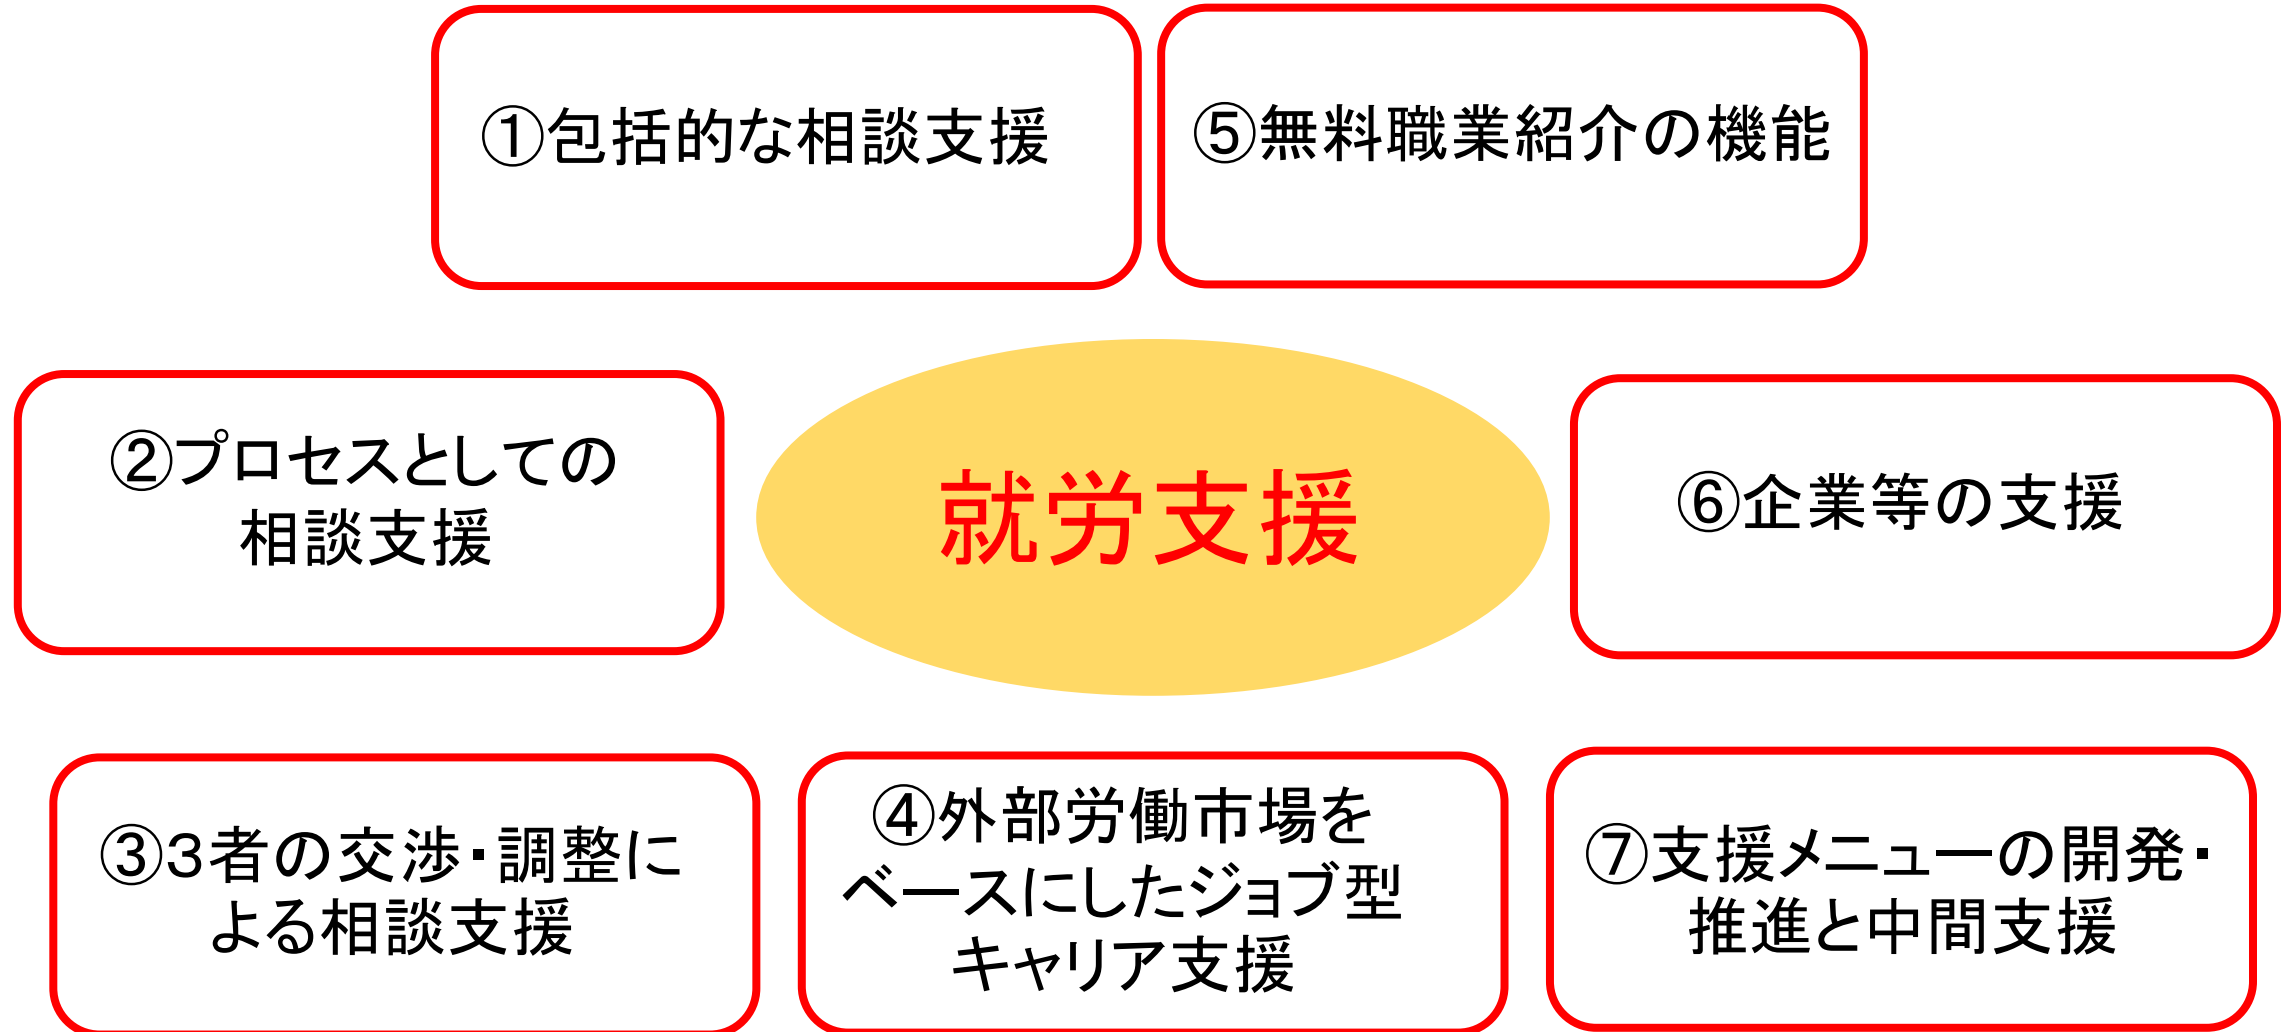 ①包括的な相談支援
⑤無料職業紹介の機能
②プロセスとしての
相談支援
就労支援
⑥企業等の支援
③３者の交渉・調整に
よる相談支援
④外部労働市場を
ベースにしたジョブ型
キャリア支援
⑦支援メニューの開発・
推進と中間支援